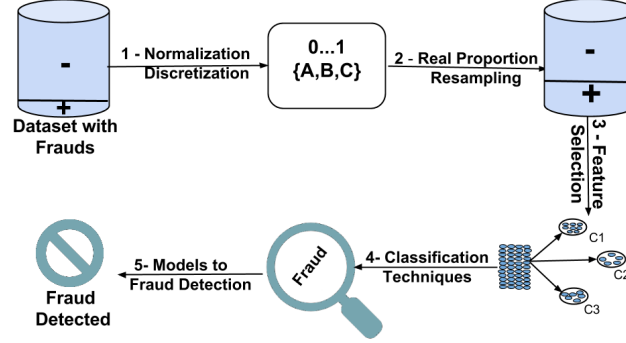 -
+
Dataset with
Frauds
1 - Normalization
Discretization
0...1
{A,B,C}
2 - Real Proportion
Resampling
-
+
3 - Feature
Selection
C1
C2
C3
4- Classification
Techniques
Fraud
5- Models to
Fraud Detection
Fraud
Detected